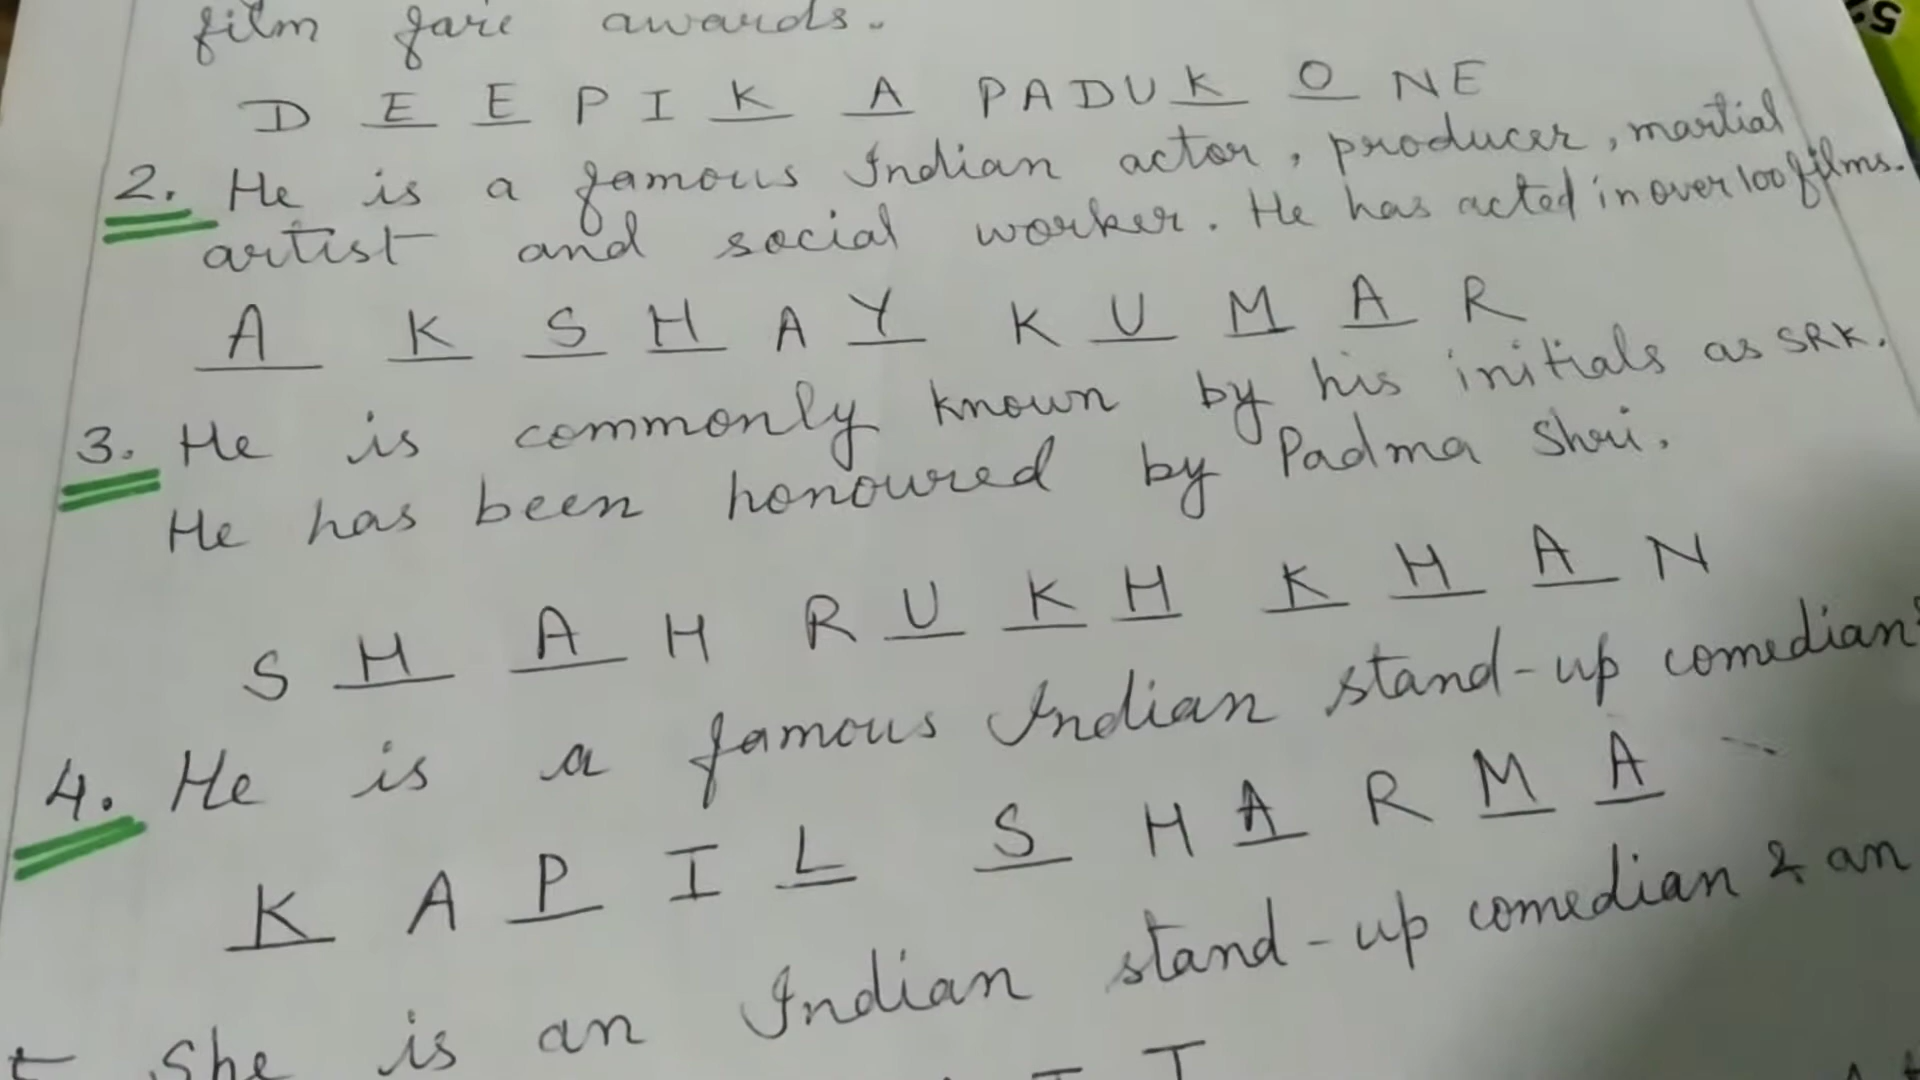 film fare awards.
D E E P I K A PADUKONE
2. He is a famous Indian actor, producer, martial
artist and social worker. He has acted in over 100 films.
A K S H A Y K U M A R
3. He is commonly known by his initials as SRK.
He has been honoured by Padma Shri.
S H A H R U K H K H A N
4. He is a famous Indian stand-up comedian
K A P I L S H A R M A
She is an Indian stand-up comedian & an